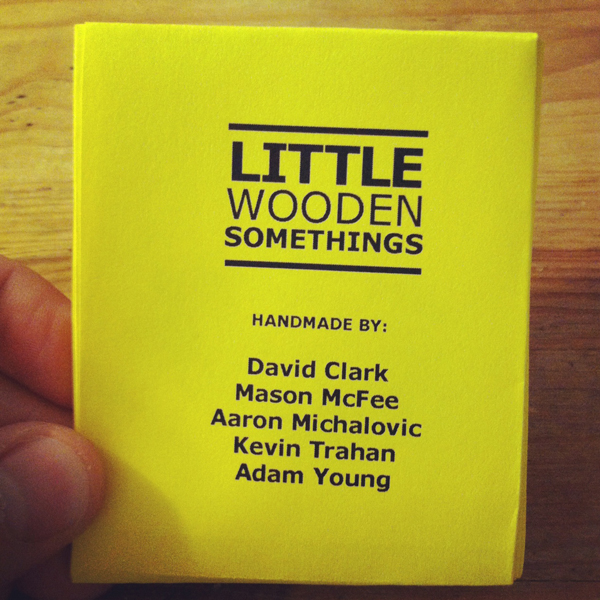 LITTLE
WOODEN
SOMETHINGS
HANDMADE BY:
David Clark
Mason McFee
Aaron Michalovic
Kevin Trahan
Adam Young